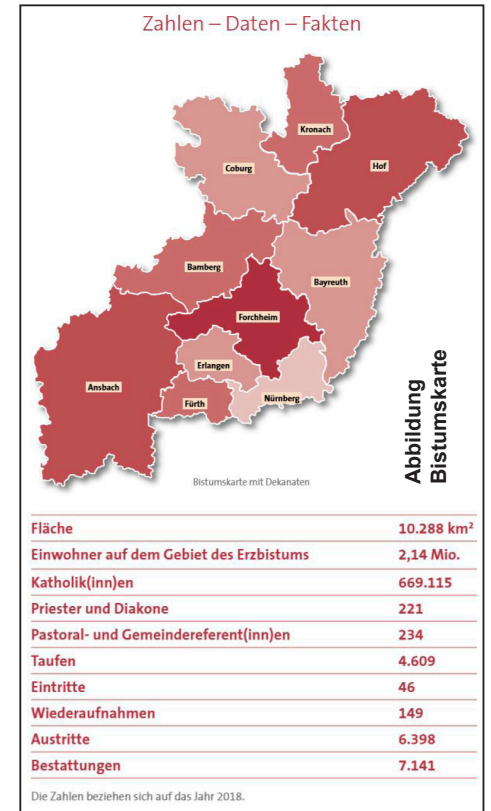 Zahlen – Daten – Fakten
Kronach
Hof
Coburg
Bamberg
Bayreuth
Forchheim
Erlangen
Ansbach
Nürnberg
Fürth
Abbildung
Bistumskarte
Bistumskarte mit Dekanaten
Fläche 10.288 km²
Einwohner auf dem Gebiet des Erzbistums 2,14 Mio.
Katholik(inn)en 669.115
Priester und Diakone 221
Pastoral- und Gemeindereferent(inn)en 234
Taufen 4.609
Eintritte 46
Wiederaufnahmen 149
Austritte 6.398
Bestattungen 7.141
Die Zahlen beziehen sich auf das Jahr 2018.